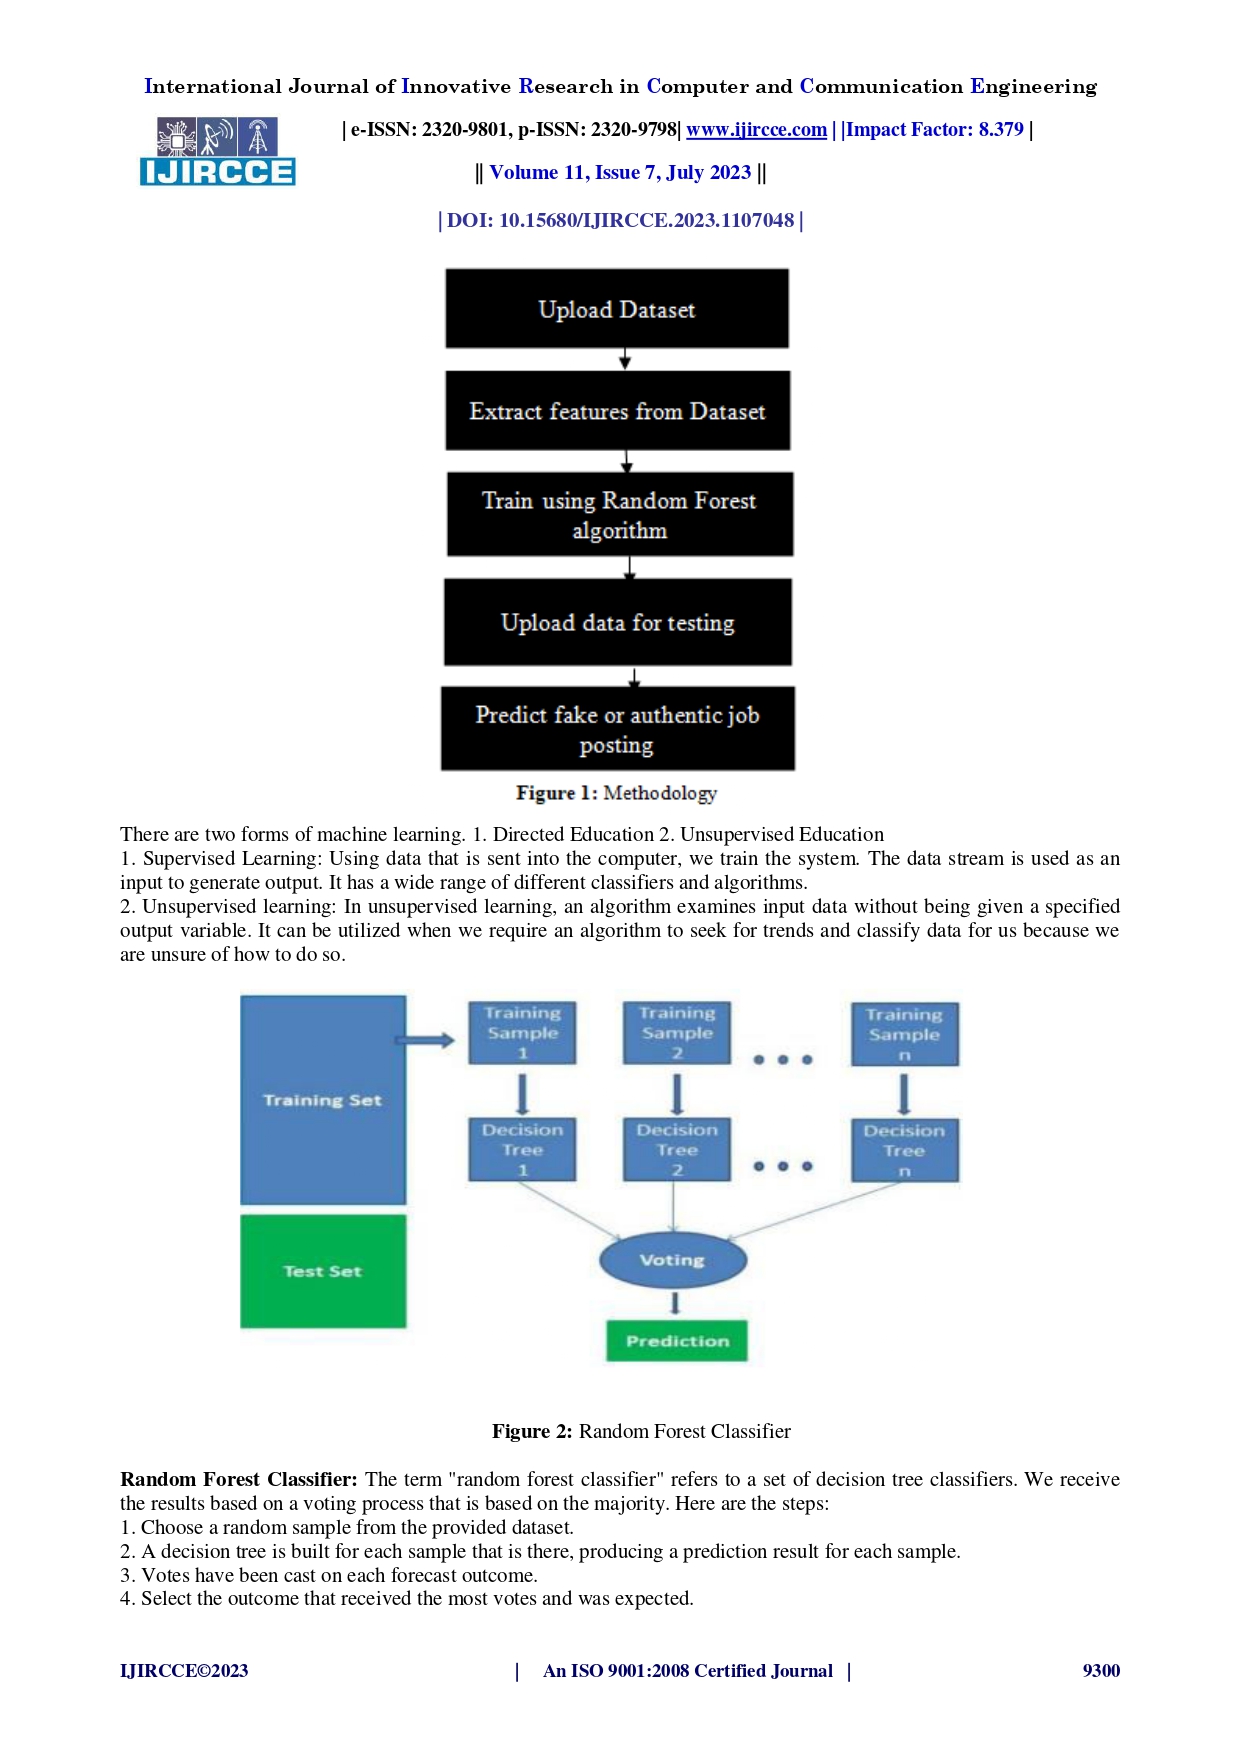 International Journal of Innovative Research in Computer and Communication Engineering
| e-ISSN: 2320-9801, p-ISSN: 2320-9798| www.ijircce.com | |Impact Factor: 8.379 |
IJIRCCE
|| Volume 11, Issue 7, July 2023 ||
| DOI: 10.15680/IJIRCCE.2023.1107048 |
Upload Dataset
Extract features from Dataset
Train using Random Forest
algorithm
Upload data for testing
Predict fake or authentic job
posting
Figure 1: Methodology
There are two forms of machine learning. 1. Directed Education 2. Unsupervised Education
1. Supervised Learning: Using data that is sent into the computer, we train the system. The data stream is used as an
input to generate output. It has a wide range of different classifiers and algorithms.
2. Unsupervised learning: In unsupervised learning, an algorithm examines input data without being given a specified
output variable. It can be utilized when we require an algorithm to seek for trends and classify data for us because we
are unsure of how to do so.
Training Set
Test Set
Training
Sample
1
Training
Sample
2
Training
Sample
n
Decision
Tree
1
Decision
Tree
2
Decision
Tree
n
Voting
Prediction
Figure 2: Random Forest Classifier
Random Forest Classifier: The term "random forest classifier" refers to a set of decision tree classifiers. We receive
the results based on a voting process that is based on the majority. Here are the steps:
1. Choose a random sample from the provided dataset.
2. A decision tree is built for each sample that is there, producing a prediction result for each sample.
3. Votes have been cast on each forecast outcome.
4. Select the outcome that received the most votes and was expected.
IJIRCCE©2023 | An ISO 9001:2008 Certified Journal | 9300